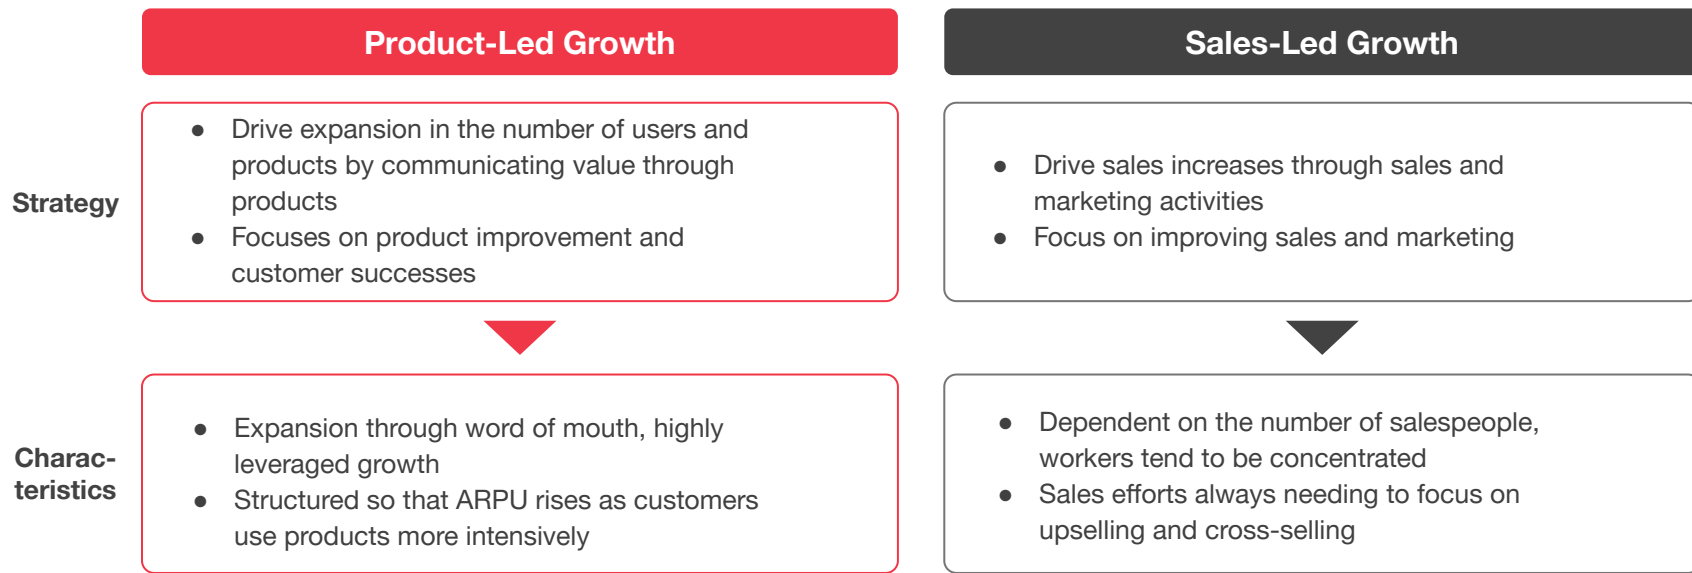 Product-Led Growth
Sales-Led Growth
Strategy
● Drive expansion in the number of users and
products by communicating value through
products
● Focuses on product improvement and
customer successes
● Drive sales increases through sales and
marketing activities
● Focus on improving sales and marketing
Charac-
teristics
● Expansion through word of mouth, highly
leveraged growth
● Structured so that ARPU rises as customers
use products more intensively
● Dependent on the number of salespeople,
workers tend to be concentrated
● Sales efforts always needing to focus on
upselling and cross-selling